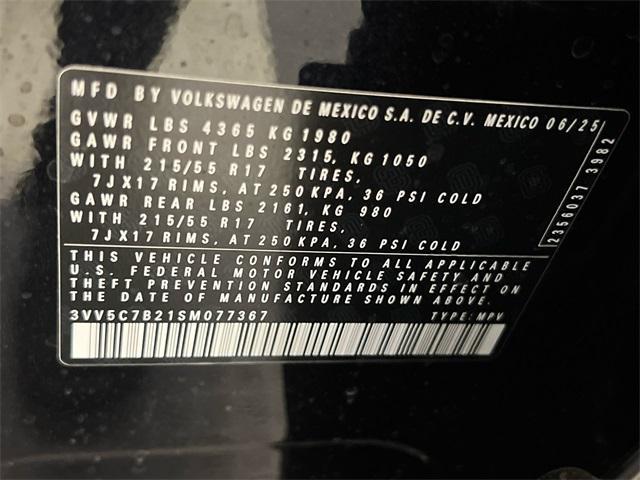 MFD BY VOLKSWAGEN DE MEXICO S.A. DE C.V. MEXICO 06/25
GVWR LBS 4365 KG 1980
GAWR FRONT LBS 2315, KG 1050
WITH 215/55 R17 TIRES,
7JX17 RIMS, AT 250 KPA, 36 PSI COLD
GAWR REAR LBS 2161, KG 980
WITH 215/55 R17 TIRES,
7JX17 RIMS, AT 250 KPA, 36 PSI COLD
2356037 3982
THIS VEHICLE CONFORMS TO ALL APPLICABLE
U.S. FEDERAL MOTOR VEHICLE SAFETY AND
THEFT PREVENTION STANDARDS IN EFFECT ON
THE DATE OF MANUFACTURE SHOWN ABOVE.
3VV5C7B21SM077367 TYPE: MPV